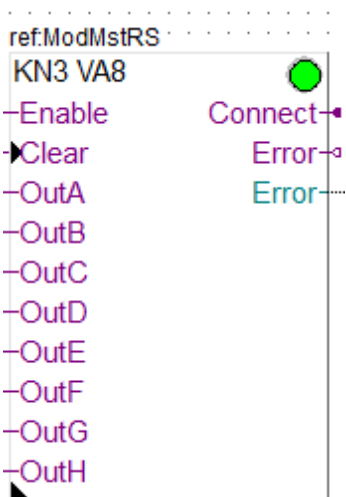 ref:ModMstRS
KN3 VA8
Enable Connect
Clear Error
OutA Error
OutB
OutC
OutD
OutE
OutF
OutG
OutH